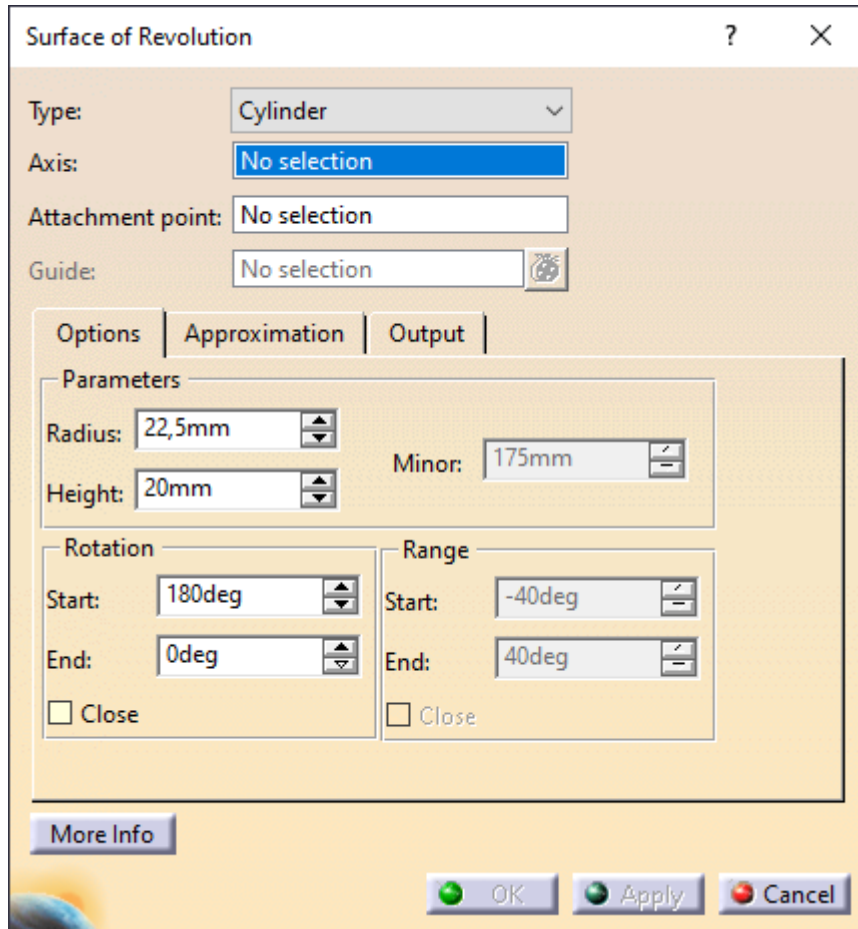 Surface of Revolution ?
Type: Cylinder
Axis: No selection
Attachment point: No selection
Guide: No selection
Options Approximation Output
Parameters
Radius: 22,5mm
Minor: 175mm
Height: 20mm
Rotation
Start: 180deg
End: 0deg
Close
Range
Start: -40deg
End: 40deg
Close
More Info
OK Apply Cancel